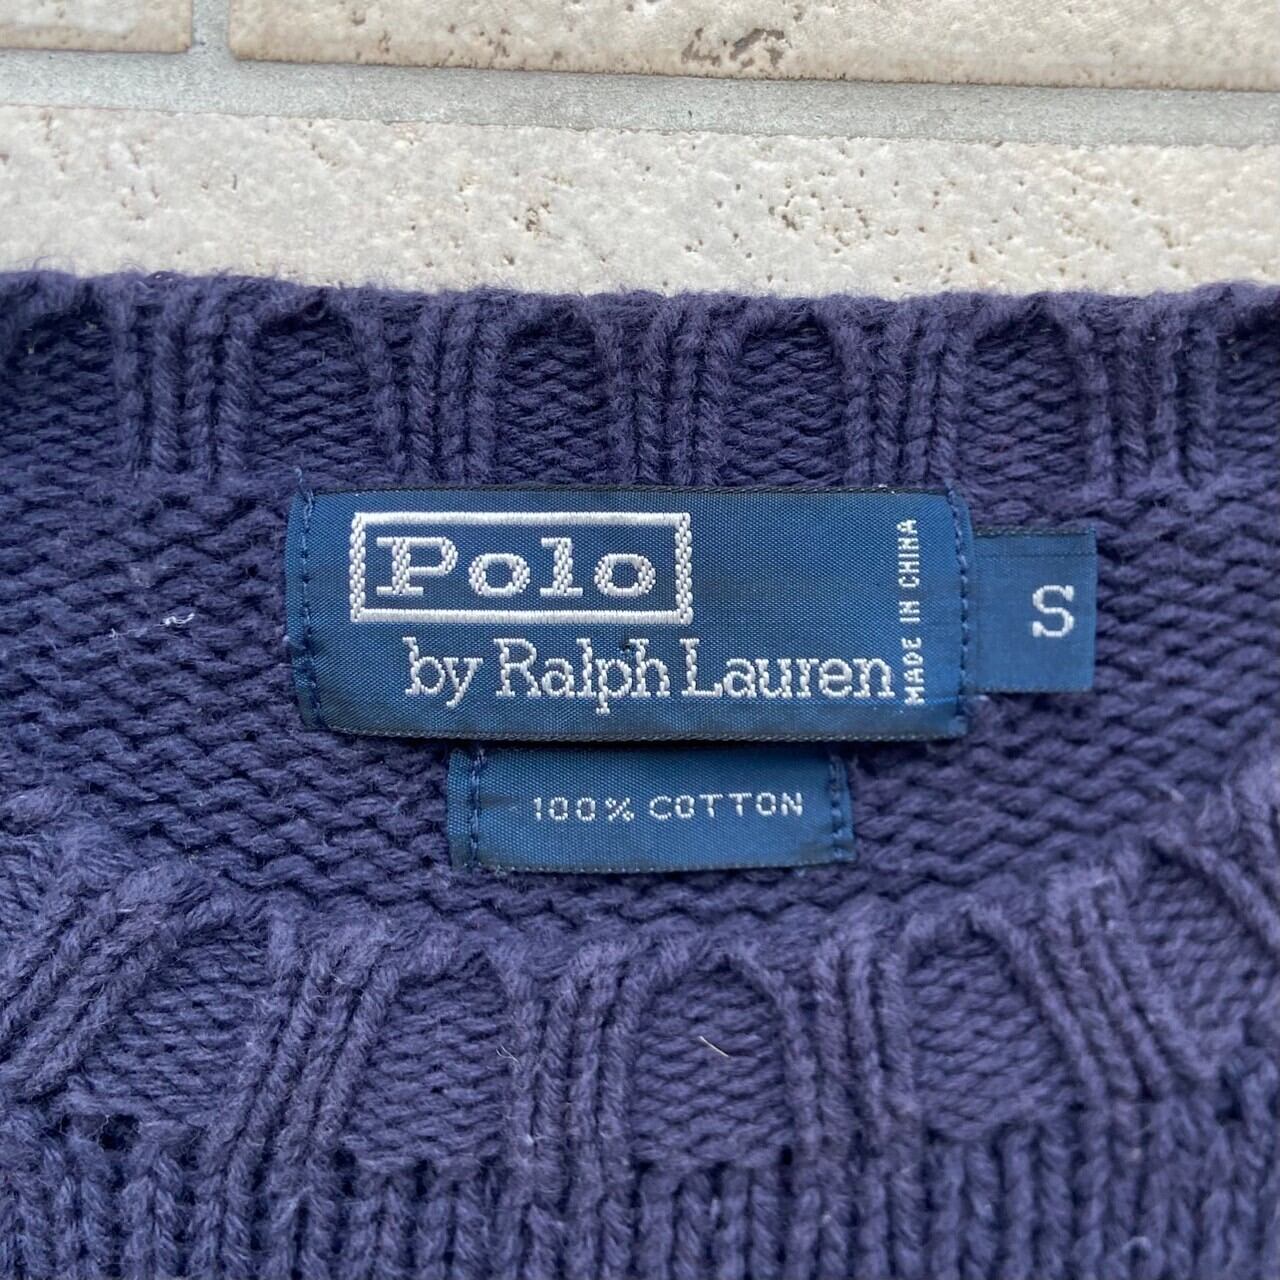 Polo
by Ralph Lauren
MADE IN CHINA
S
100% COTTON